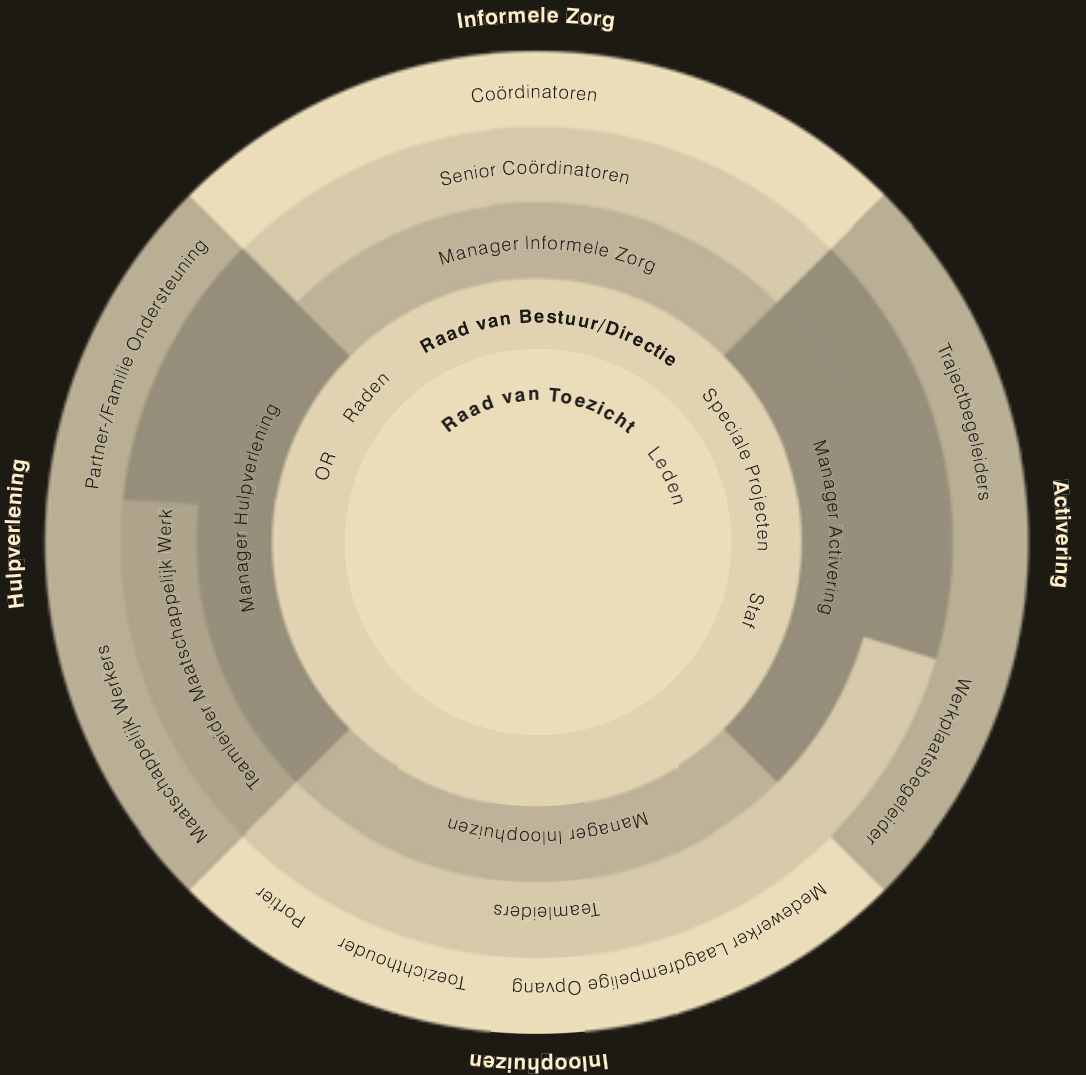 Informele Zorg
Coördinatoren
Senior Coördinatoren
Manager Informele Zorg
Raad van Bestuur/Directie
Raden
OR
Speciale Projecten
Staf
Raad van Toezicht
Leden
Activering
Trajectbegeleiders
Werkplaatsbegeleider
Manager Activering
Inloophuizen
Manager Inloophuizen
Teamleiders
Medewerker Laagdrempelige Opvang
Toezichthouder
Portier
Hulpverlening
Partner-/Familie Ondersteuning
Maatschappelijk Werkers
Teamleider Maatschappelijk Werk
Manager Hulpverlening